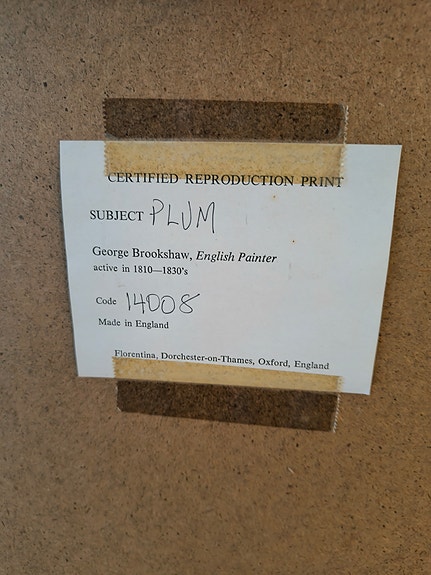 CERTIFIED REPRODUCTION PRINT
SUBJECT PLUM
George Brookshaw, English Painter
active in 1810—1830's
Code 14008
Made in England
Florentina, Dorchester-on-Thames, Oxford, England